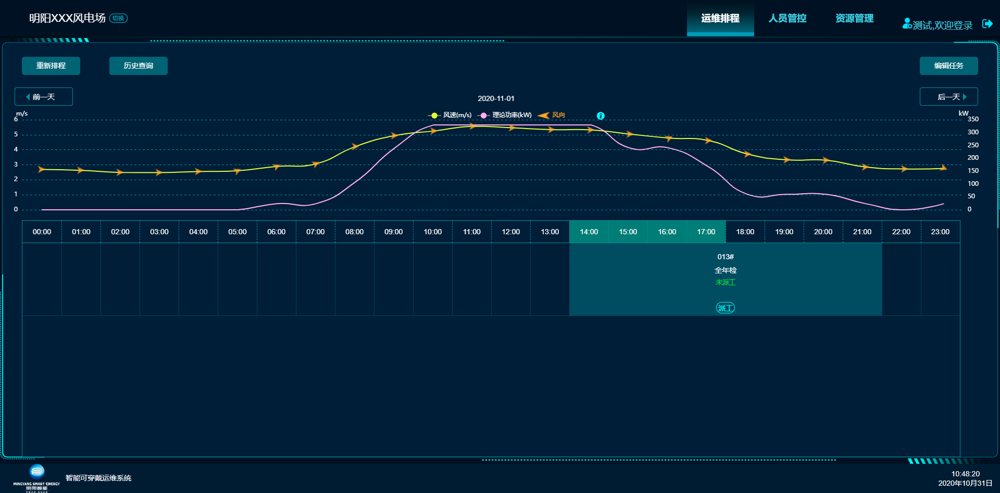 明阳XXX风电场 切换
运维排程 人员管控 资源管理 测试,欢迎登录
重新排程 历史查询 编辑任务
前一天 2020-11-01 后一天
m/s 风速(m/s) 理论功率(kW) 风向 kW
6 350
5 300
4 250
3 200
2 150
1 100
0 50
0
00:00 01:00 02:00 03:00 04:00 05:00 06:00 07:00 08:00 09:00 10:00 11:00 12:00 13:00 14:00 15:00 16:00 17:00 18:00 19:00 20:00 21:00 22:00 23:00
013#
全年检
未派工
派工
MINGYANG SMART ENERGY
明阳智能
智能可穿戴运维系统
10:48:20
2020年10月31日